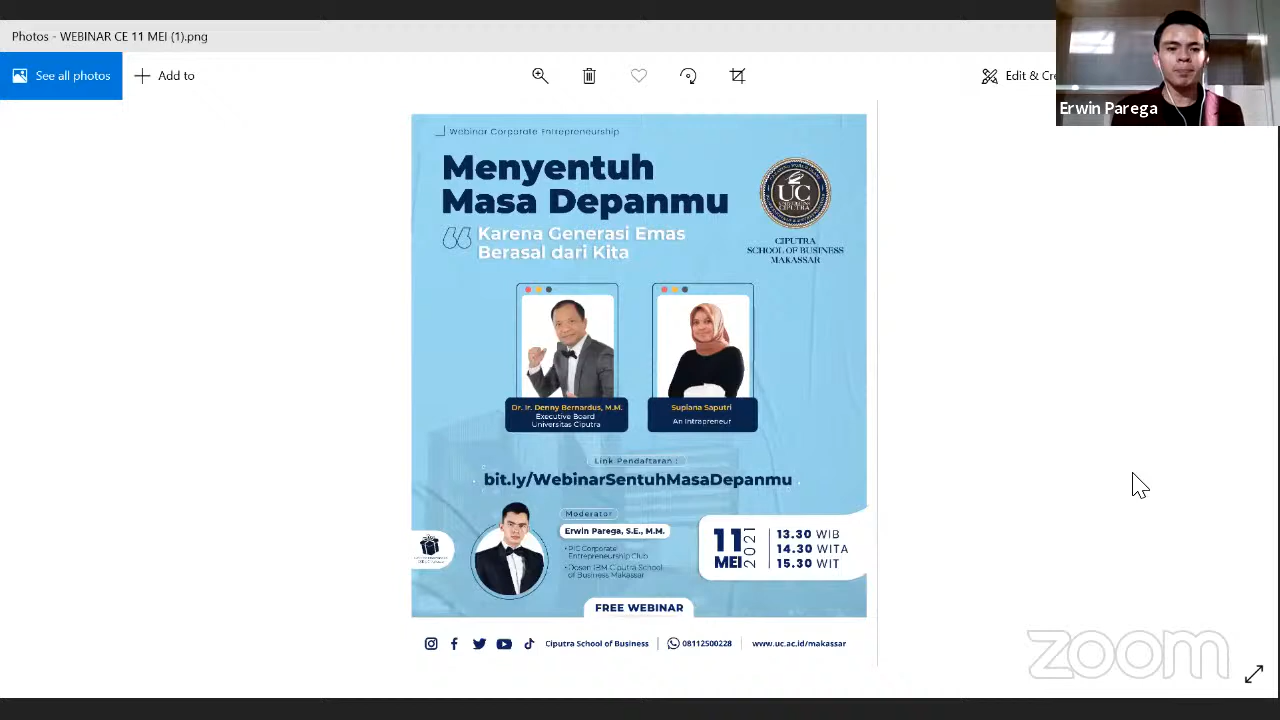 Photos - WEBINAR CE 11 MEI (1).png
See all photos
Add to
Edit & Cre
Erwin Parega
Webinar Corporate Entrepreneurship
Menyentuh
Masa Depanmu
Karena Generasi Emas
Berasal dari Kita
UC
UNIVERSITAS
CIPUTRA
CIPUTRA
SCHOOL OF BUSINESS
MAKASSAR
Dr. Ir. Denny Bernardus, M.M.
Executive Board
Universitas Ciputra
Supiana Saputri
An Intrapreneur
Link Pendaftaran :
bit.ly/WebinarSentuhMasaDepanmu
Moderator
Erwin Parega, S.E., M.M.
• PIC Corporate
Entrepreneurship Club
• Dosen IBM Ciputra School
of Business Makassar
11
MEI
2021
13.30 WIB
14.30 WITA
15.30 WIT
FREE WEBINAR
Ciputra School of Business
08112500228
www.uc.ac.id/makassar
zoom